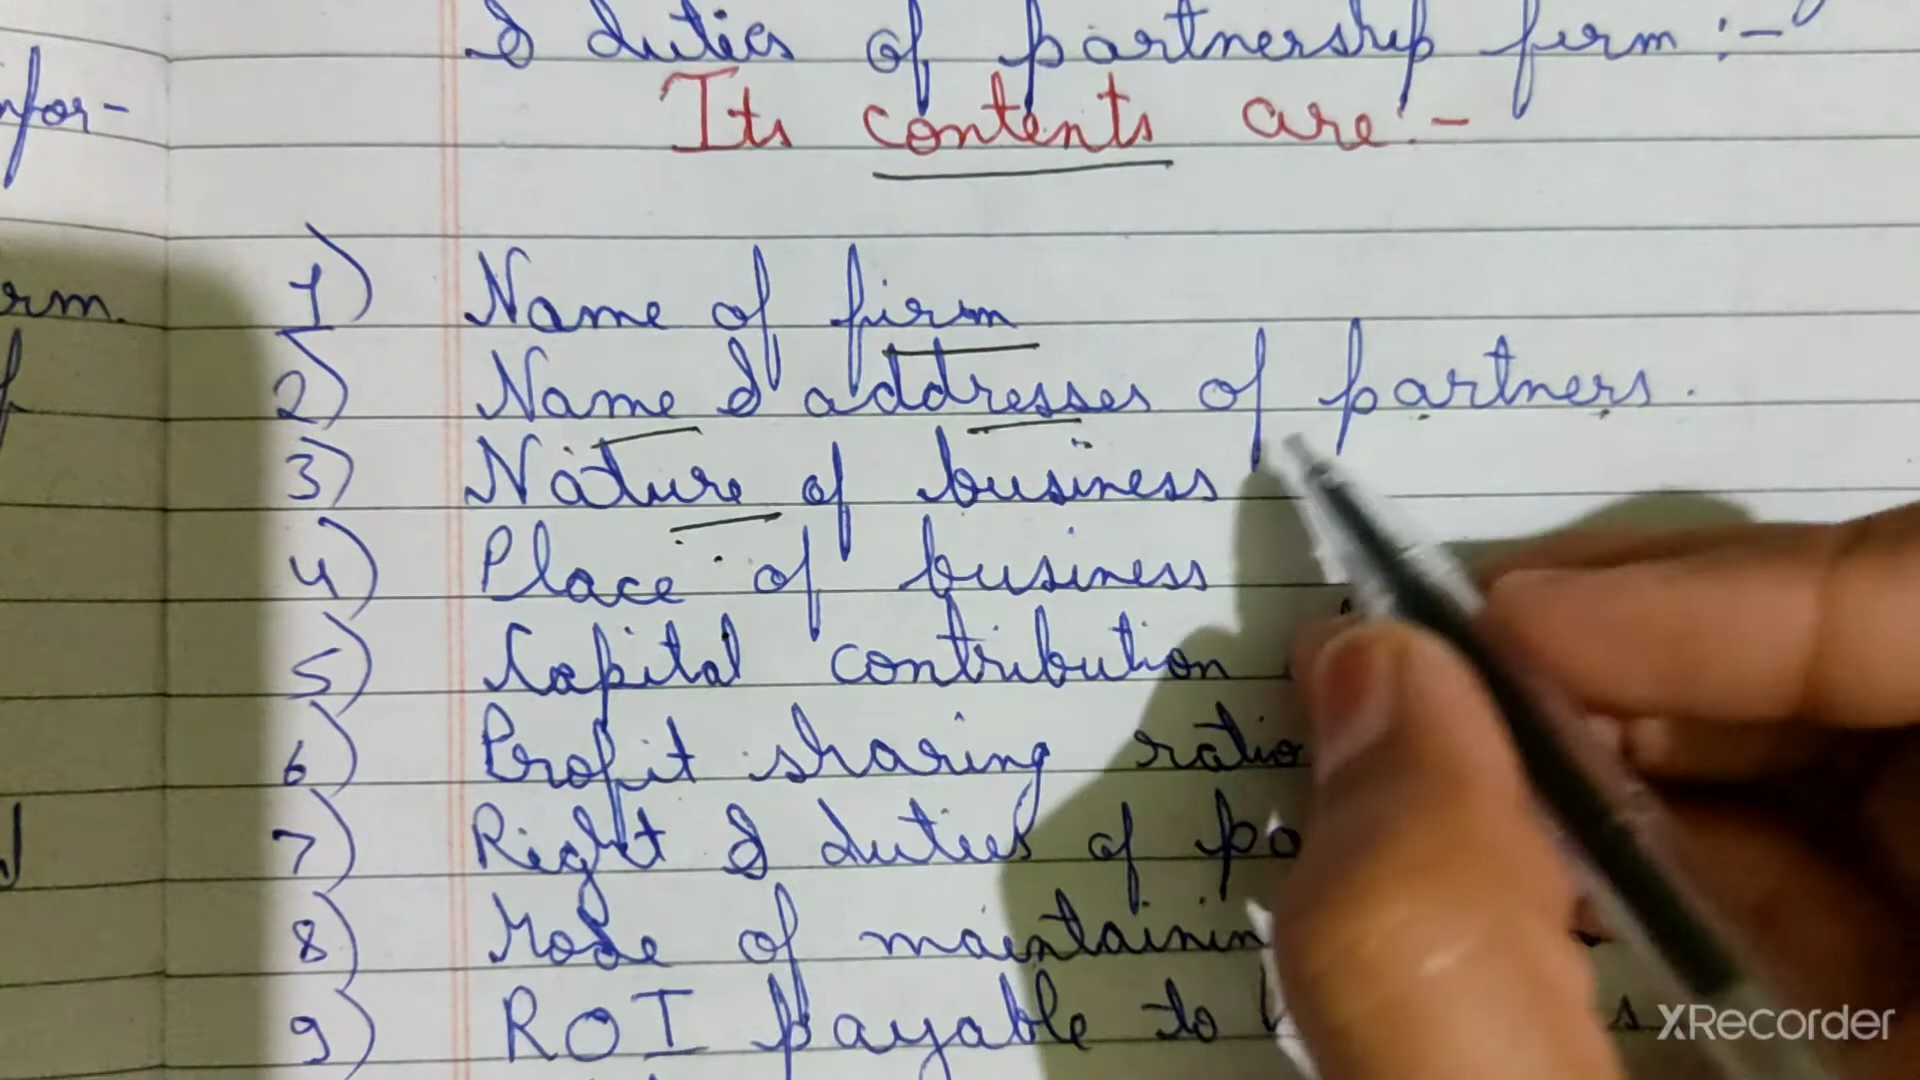 & duties of partnership firm :-
nfor-
Its contents are :-
1) Name of firm
rm.
2) Name & addresses of partners.
3) Nature of business
4) Place of business
5) Capital contribution
6) Profit sharing ratio
7) Right & duties of
8) Mode of
9) ROI payable to
XRecorder